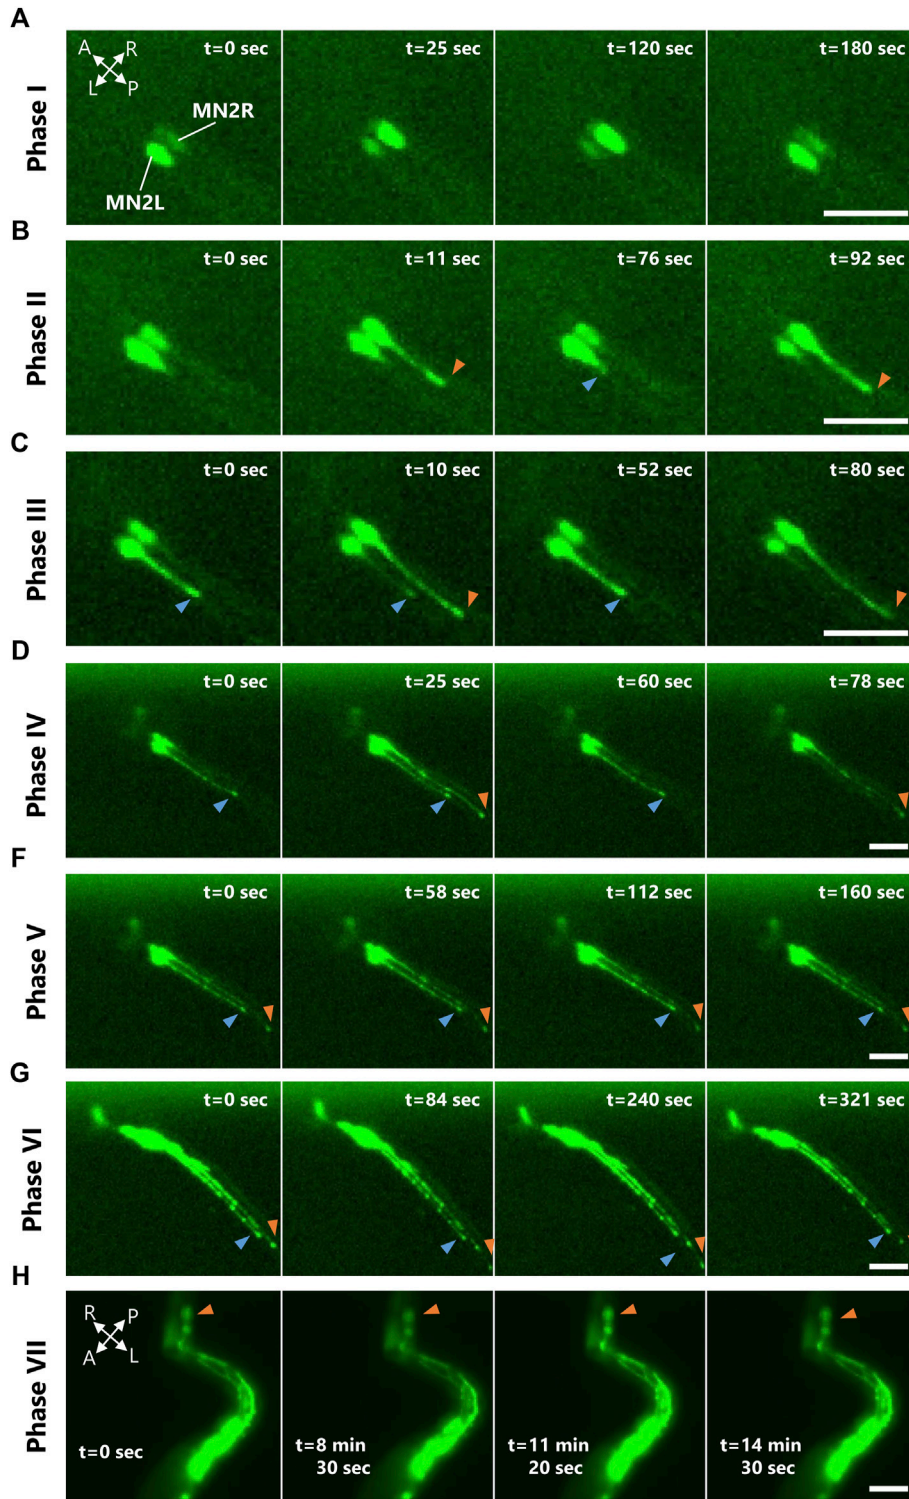 A
Phase I
A R
L P
t=0 sec
t=25 sec
t=120 sec
t=180 sec
MN2R
MN2L
B
Phase II
t=0 sec
t=11 sec
t=76 sec
t=92 sec
C
Phase III
t=0 sec
t=10 sec
t=52 sec
t=80 sec
D
Phase IV
t=0 sec
t=25 sec
t=60 sec
t=78 sec
F
Phase V
t=0 sec
t=58 sec
t=112 sec
t=160 sec
G
Phase VI
t=0 sec
t=84 sec
t=240 sec
t=321 sec
H
Phase VII
R P
A L
t=0 sec
t=8 min
30 sec
t=11 min
20 sec
t=14 min
30 sec